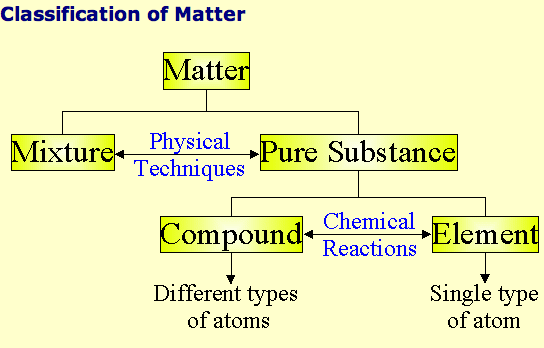 Classification of Matter
Matter
Mixture
Physical
Techniques
Pure Substance
Compound
Chemical
Reactions
Element
Different types
of atoms
Single type
of atom